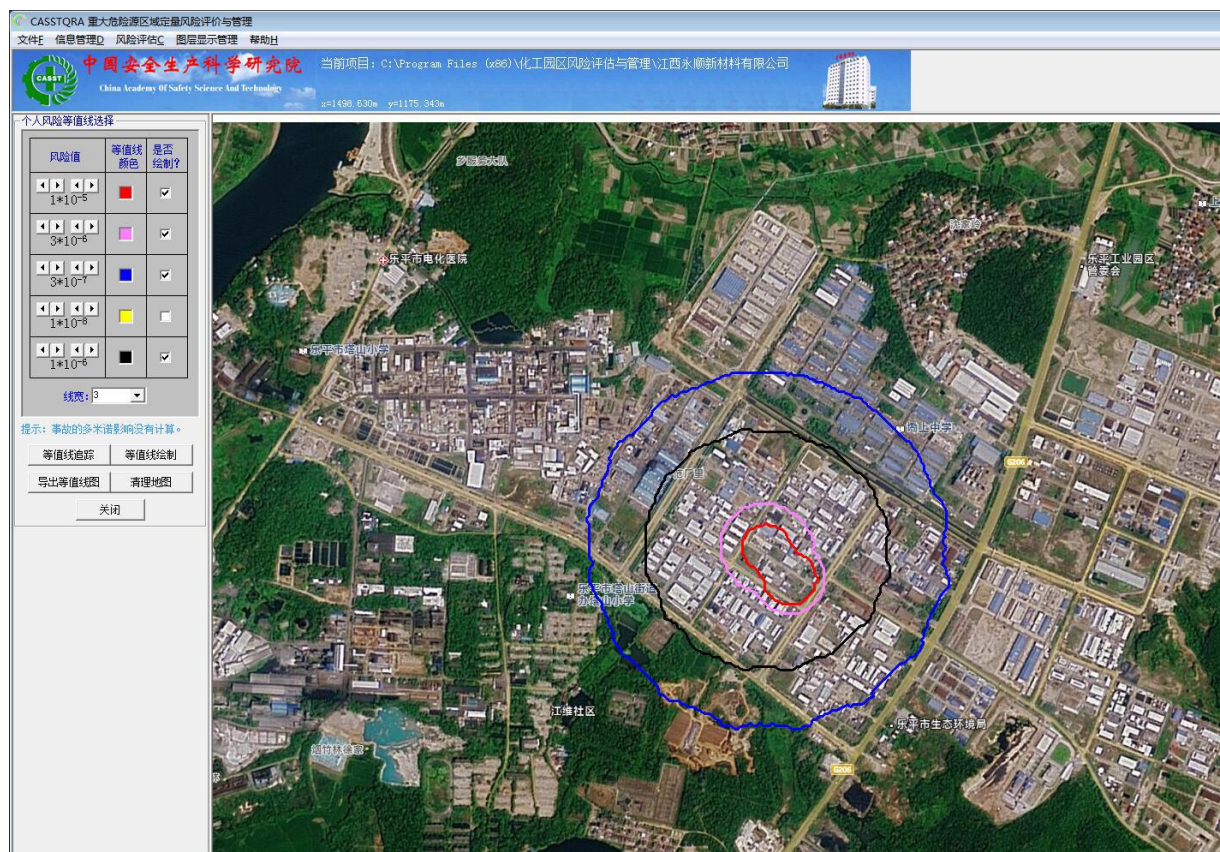 CASSTQRA 重大危险源区域定量风险评价与管理
文件F 信息管理D 风险评估C 图层显示管理 帮助H
CASST
中国安全生产科学研究院
China Academy Of Safety Science And Technology
当前项目: C:\Program Files (x86)\化工园区风险评估与管理\江西永顺新材料有限公司
x=1498.630m y=1175.343m
个人风险等值线选择
风险值 等值线颜色 是否绘制?
1*10-5
3*10-6
3*10-7
1*10-8
1*10-6
线宽: 3
提示: 事故的多米诺影响没有计算。
等值线追踪 等值线绘制
导出等值线图 清理地图
关闭
乐平市电化医院
乐平工业园区
管委会
乐平市塔山小学
尚上中学
G206
乐平市塔山街道
办塔山小学
江维社区
乐平市生态环境局
G206